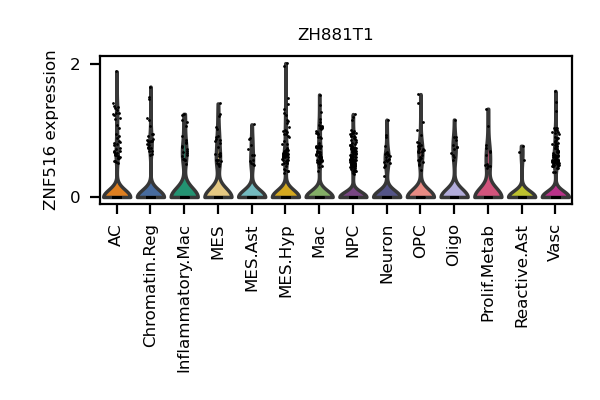 ZH881T1
ZNF516 expression
2
0
AC
Chromatin.Reg
Inflammatory.Mac
MES
MES.Ast
MES.Hyp
Mac
NPC
Neuron
OPC
Oligo
Prolif.Metab
Reactive.Ast
Vasc